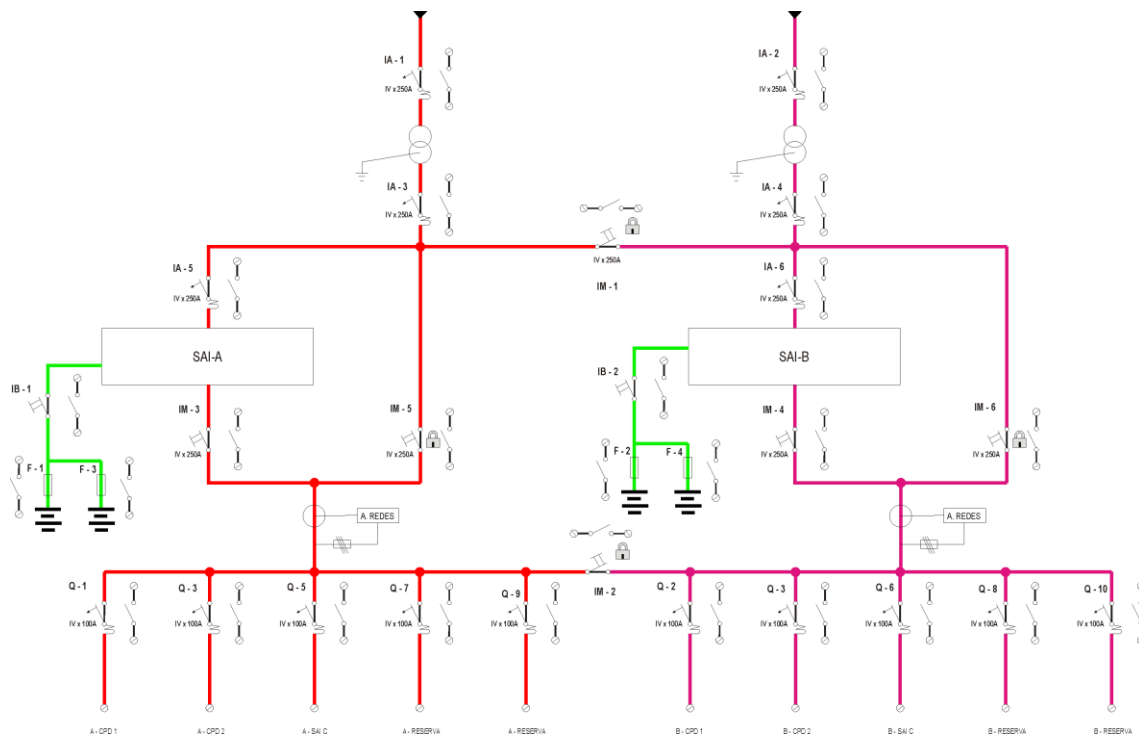 IA - 1
IV x 250A
IA - 2
IV x 250A
IA - 3
IV x 250A
IA - 4
IV x 250A
IV x 250A
IM - 1
IA - 5
IV x 250A
IA - 6
IV x 250A
SAI-A
SAI-B
IB - 1
IM - 3
IV x 250A
IM - 5
IV x 250A
IB - 2
IM - 4
IV x 250A
IM - 6
IV x 250A
F - 1
F - 3
F - 2
F - 4
A. REDES
A. REDES
IM - 2
Q - 1
IV x 100A
Q - 3
IV x 100A
Q - 5
IV x 100A
Q - 7
IV x 100A
Q - 9
IV x 100A
Q - 2
IV x 100A
Q - 3
IV x 100A
Q - 6
IV x 100A
Q - 8
IV x 100A
Q - 10
IV x 100A
A - CPD 1
A - CPD 2
A - SAI C
A - RESERVA
A - RESERVA
B - CPD 1
B - CPD 2
B - SAI C
B - RESERVA
B - RESERVA